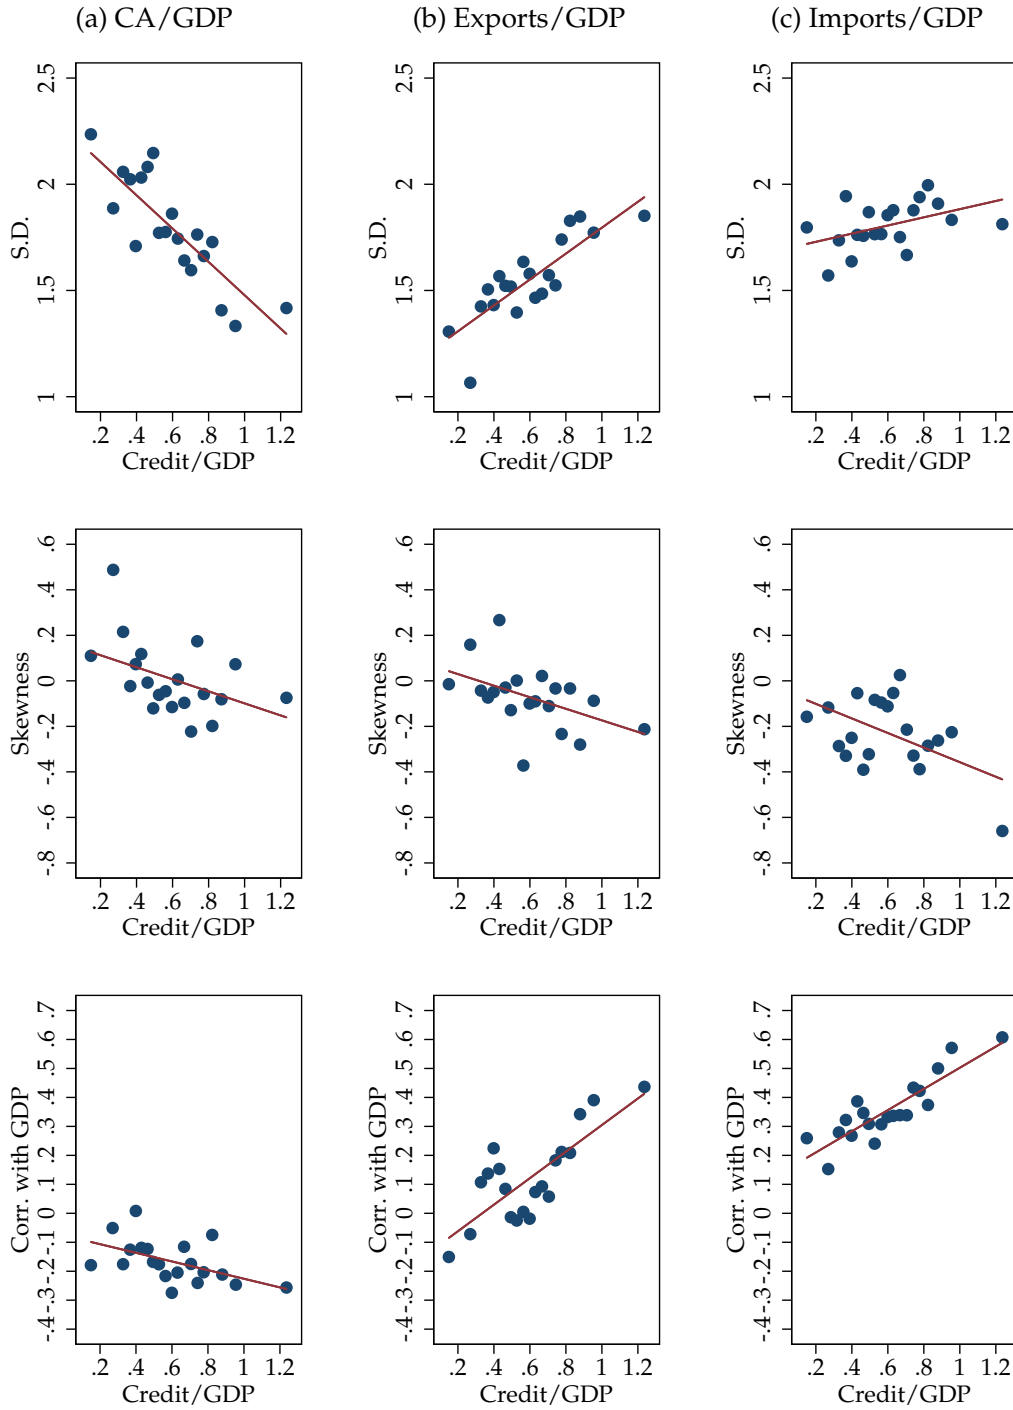 (a) CA/GDP (b) Exports/GDP (c) Imports/GDP
S.D. S.D. S.D.
2.5 2.5 2.5
2 2 2
1.5 1.5 1.5
1 1 1
.2 .4 .6 .8 1 1.2 .2 .4 .6 .8 1 1.2 .2 .4 .6 .8 1 1.2
Credit/GDP Credit/GDP Credit/GDP
Skewness Skewness Skewness
.6 .6 .6
.4 .4 .4
.2 .2 .2
0 0 0
-.2 -.2 -.2
-.4 -.4 -.4
-.6 -.6 -.6
-.8 -.8 -.8
.2 .4 .6 .8 1 1.2 .2 .4 .6 .8 1 1.2 .2 .4 .6 .8 1 1.2
Credit/GDP Credit/GDP Credit/GDP
Corr. with GDP Corr. with GDP Corr. with GDP
.7 .7 .7
.6 .6 .6
.5 .5 .5
.4 .4 .4
.3 .3 .3
.2 .2 .2
.1 .1 .1
0 0 0
-.1 -.1 -.1
-.2 -.2 -.2
-.3 -.3 -.3
-.4 -.4 -.4
.2 .4 .6 .8 1 1.2 .2 .4 .6 .8 1 1.2 .2 .4 .6 .8 1 1.2
Credit/GDP Credit/GDP Credit/GDP